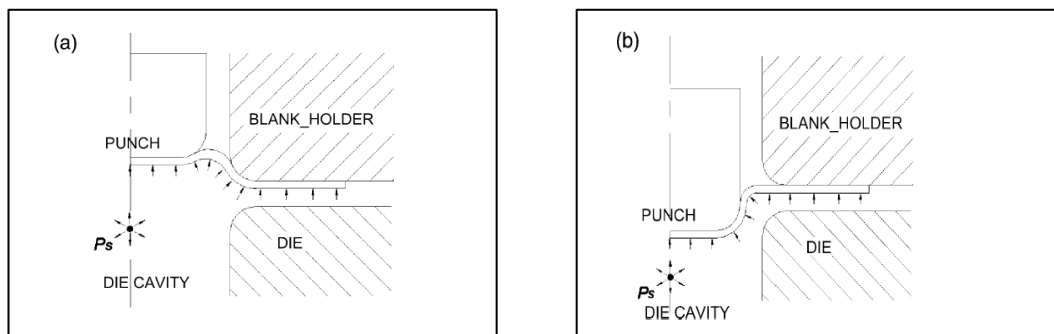 (a)
BLANK_HOLDER
PUNCH
Ps
DIE
DIE CAVITY
(b)
BLANK_HOLDER
PUNCH
DIE
Ps
DIE CAVITY